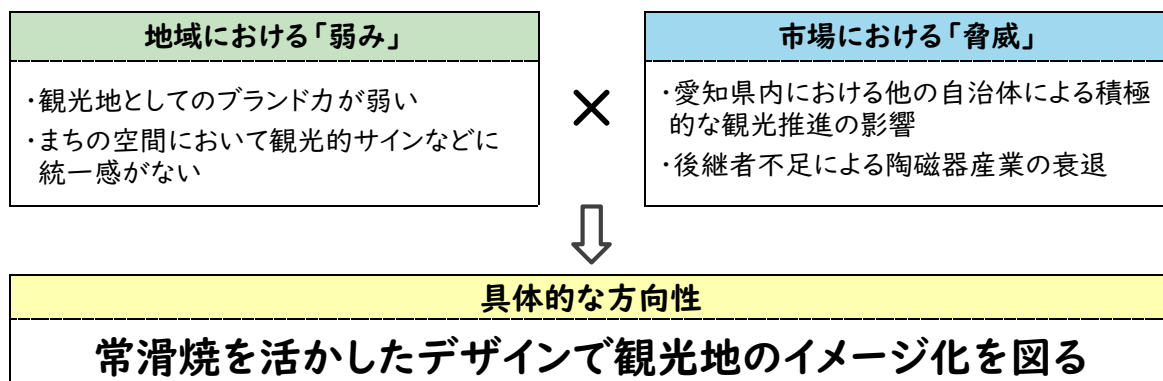 地域における「弱み」
・観光地としてのブランド力が弱い
・まちの空間において観光的サインなどに
統一感がない
×
市場における「脅威」
・愛知県内における他の自治体による積極
的な観光推進の影響
・後継者不足による陶磁器産業の衰退
具体的な方向性
常滑焼を活かしたデザインで観光地のイメージ化を図る